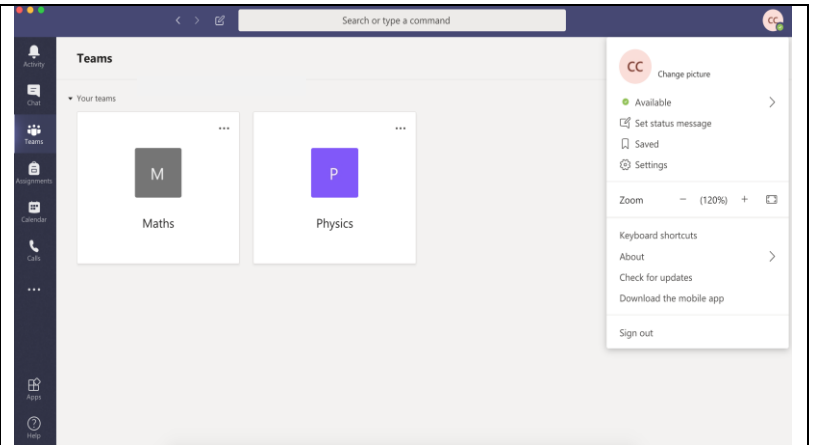 Search or type a command
CC
Activity
Chat
Teams
Assignments
Calendar
Calls
Apps
Help
Teams
Your teams
M
Maths
P
Physics
CC Change picture
Available
Set status message
Saved
Settings
Zoom - (120%) +
Keyboard shortcuts
About
Check for updates
Download the mobile app
Sign out